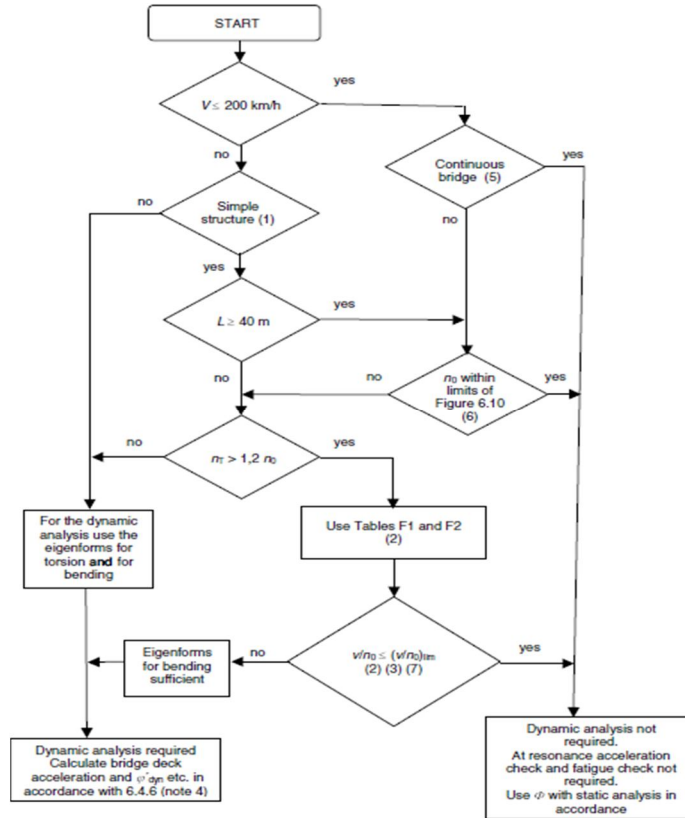 START
yes
V ≤ 200 km/h
no
Continuous
bridge (5)
yes
no
Simple
structure (1)
no
yes
L ≥ 40 m
yes
no
n₀ within
limits of
Figure 6.10
(6)
no
yes
no
nT > 1,2 n₀
yes
For the dynamic
analysis use the
eigenforms for
torsion and for
bending
Use Tables F1 and F2
(2)
Eigenforms
for bending
sufficient
no
v/n₀ ≤ (v/n₀)lim
(2) (3) (7)
yes
Dynamic analysis required
Calculate bridge deck
acceleration and φ'dyn etc. in
accordance with 6.4.6 (note 4)
Dynamic analysis not
required.
At resonance acceleration
check and fatigue check not
required.
Use Φ with static analysis in
accordance